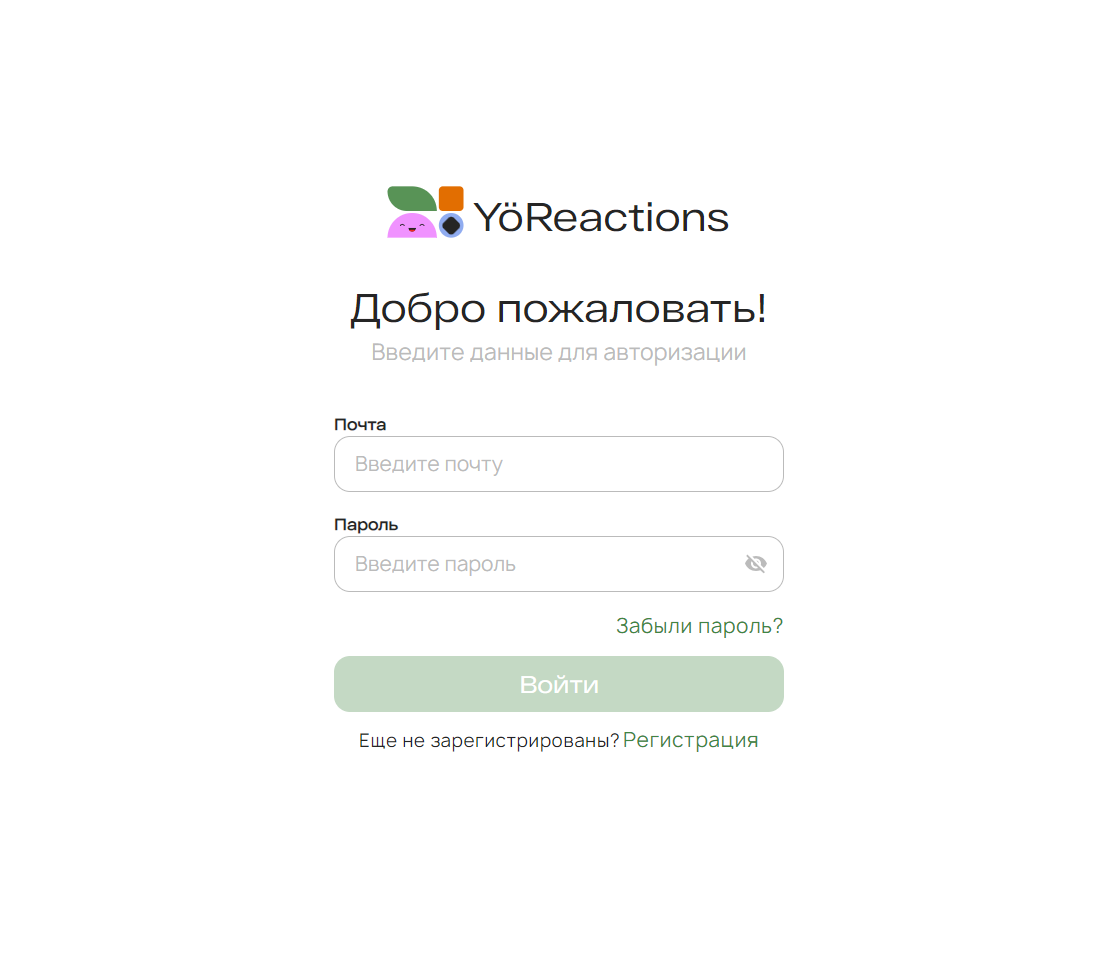 YöReactions
Добро пожаловать!
Введите данные для авторизации
Почта
Введите почту
Пароль
Введите пароль
Забыли пароль?
Войти
Еще не зарегистрированы? Регистрация